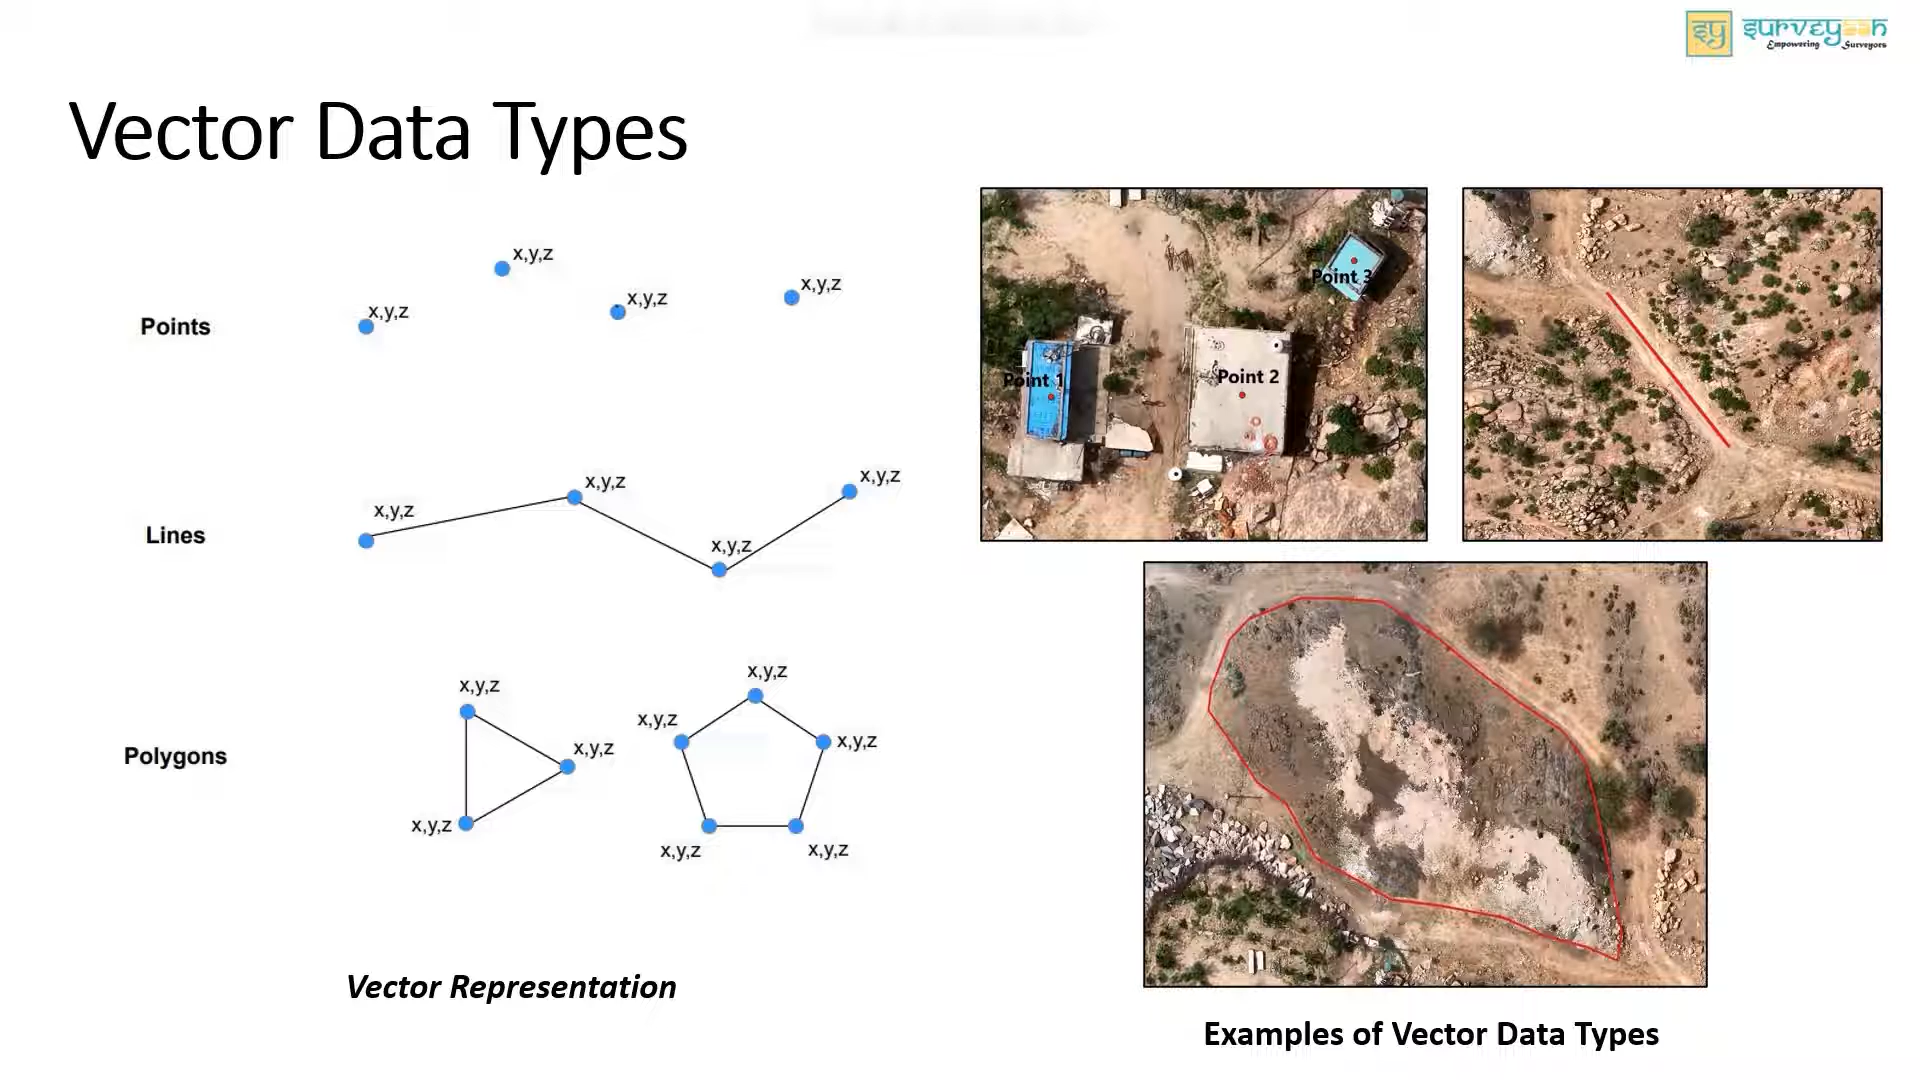 sy surveyaan
Empowering Surveyors
Vector Data Types
x,y,z
x,y,z
x,y,z
x,y,z
Points
x,y,z
x,y,z
x,y,z
x,y,z
Lines
x,y,z
x,y,z
x,y,z
x,y,z
x,y,z
x,y,z
x,y,z
x,y,z
Polygons
Vector Representation
Point 1
Point 2
Point 3
Examples of Vector Data Types